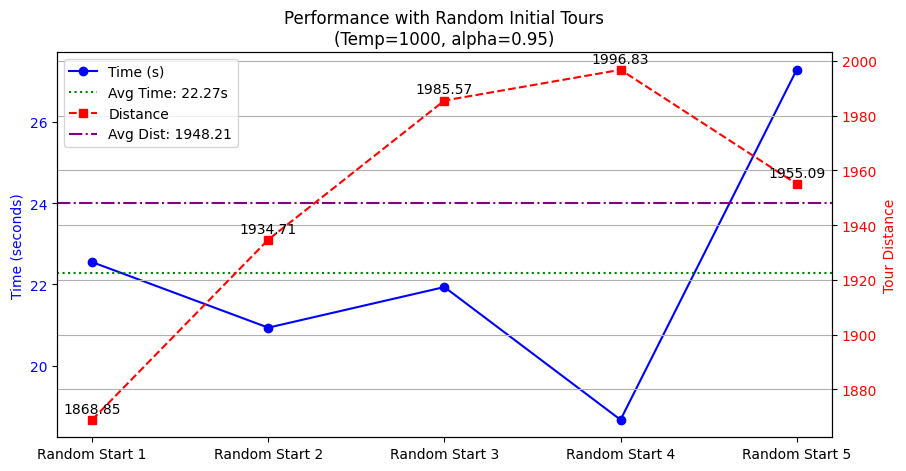 Performance with Random Initial Tours
(Temp=1000, alpha=0.95)
Time (s)
Avg Time: 22.27s
Distance
Avg Dist: 1948.21
Time (seconds)
26
24
22
20
1868.85
1934.71
1985.57
1996.83
1955.09
2000
1980
1960
1940
1920
1900
1880
Tour Distance
Random Start 1
Random Start 2
Random Start 3
Random Start 4
Random Start 5